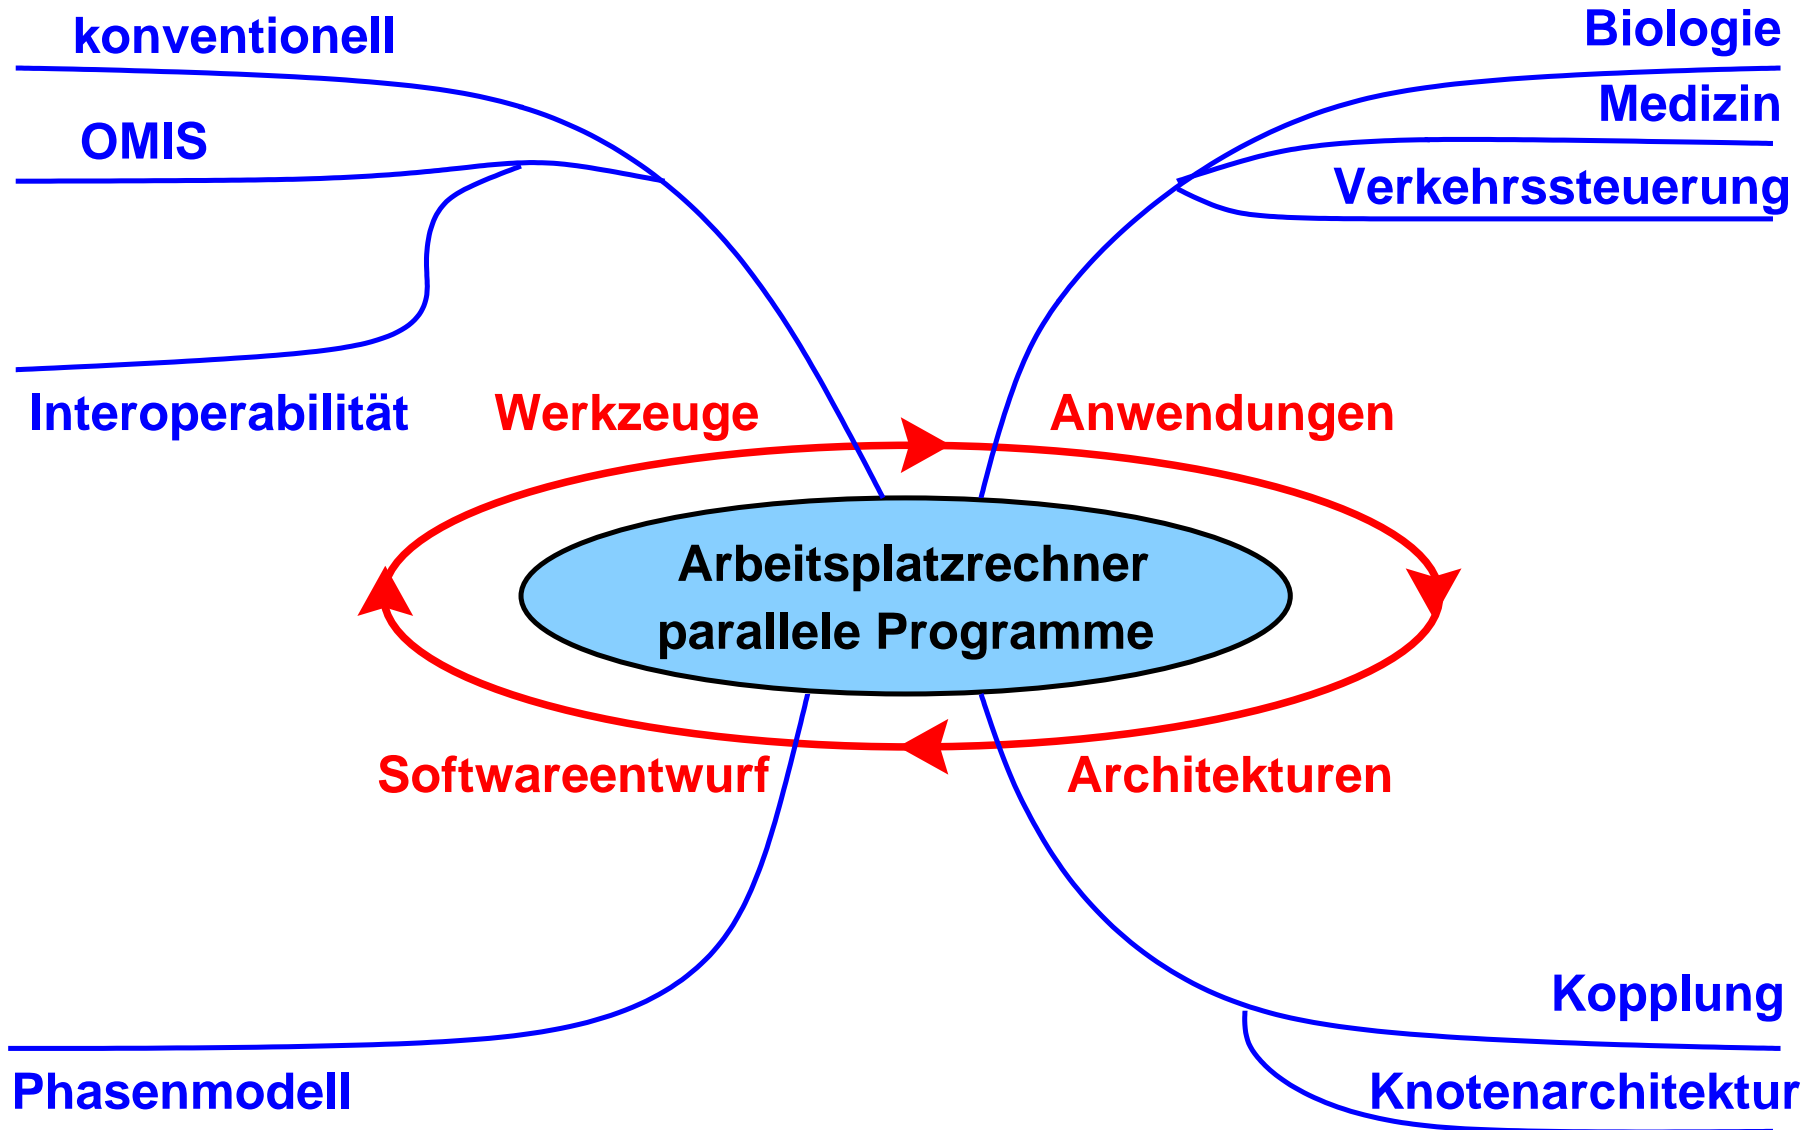 konventionell
Biologie
Medizin
OMIS
Verkehrssteuerung
Interoperabilität
Werkzeuge
Anwendungen
Arbeitsplatzrechner
parallele Programme
Softwareentwurf
Architekturen
Kopplung
Phasenmodell
Knotenarchitektur